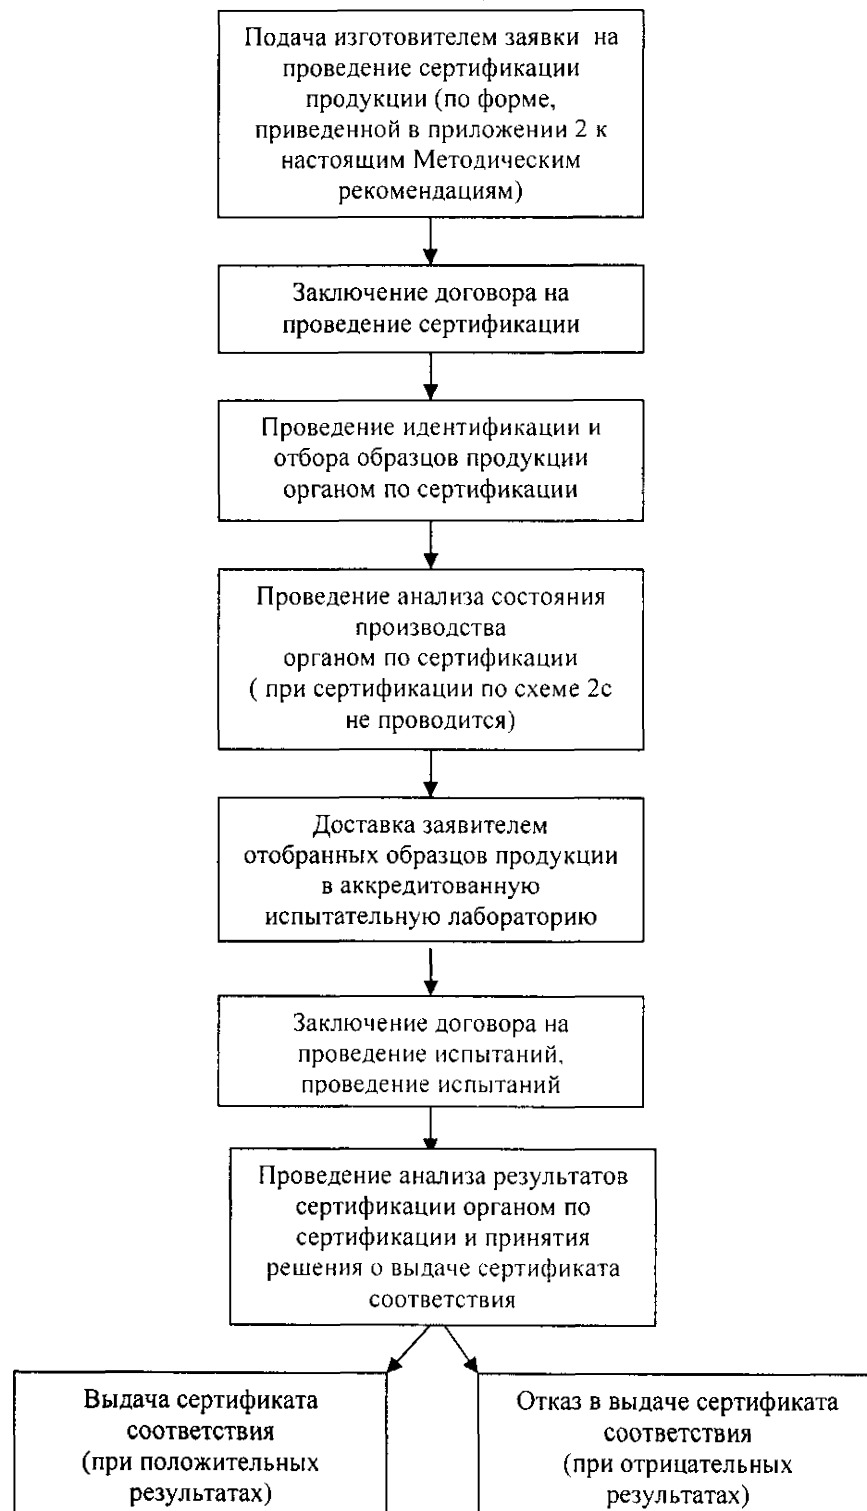 Подача изготовителем заявки на
проведение сертификации
продукции (по форме,
приведенной в приложении 2 к
настоящим Методическим
рекомендациям)
Заключение договора на
проведение сертификации
Проведение идентификации и
отбора образцов продукции
органом по сертификации
Проведение анализа состояния
производства
органом по сертификации
( при сертификации по схеме 2с
не проводится)
Доставка заявителем
отобранных образцов продукции
в аккредитованную
испытательную лабораторию
Заключение договора на
проведение испытаний,
проведение испытаний
Проведение анализа результатов
сертификации органом по
сертификации и принятия
решения о выдаче сертификата
соответствия
Выдача сертификата
соответствия
(при положительных
результатах)
Отказ в выдаче сертификата
соответствия
(при отрицательных
результатах)